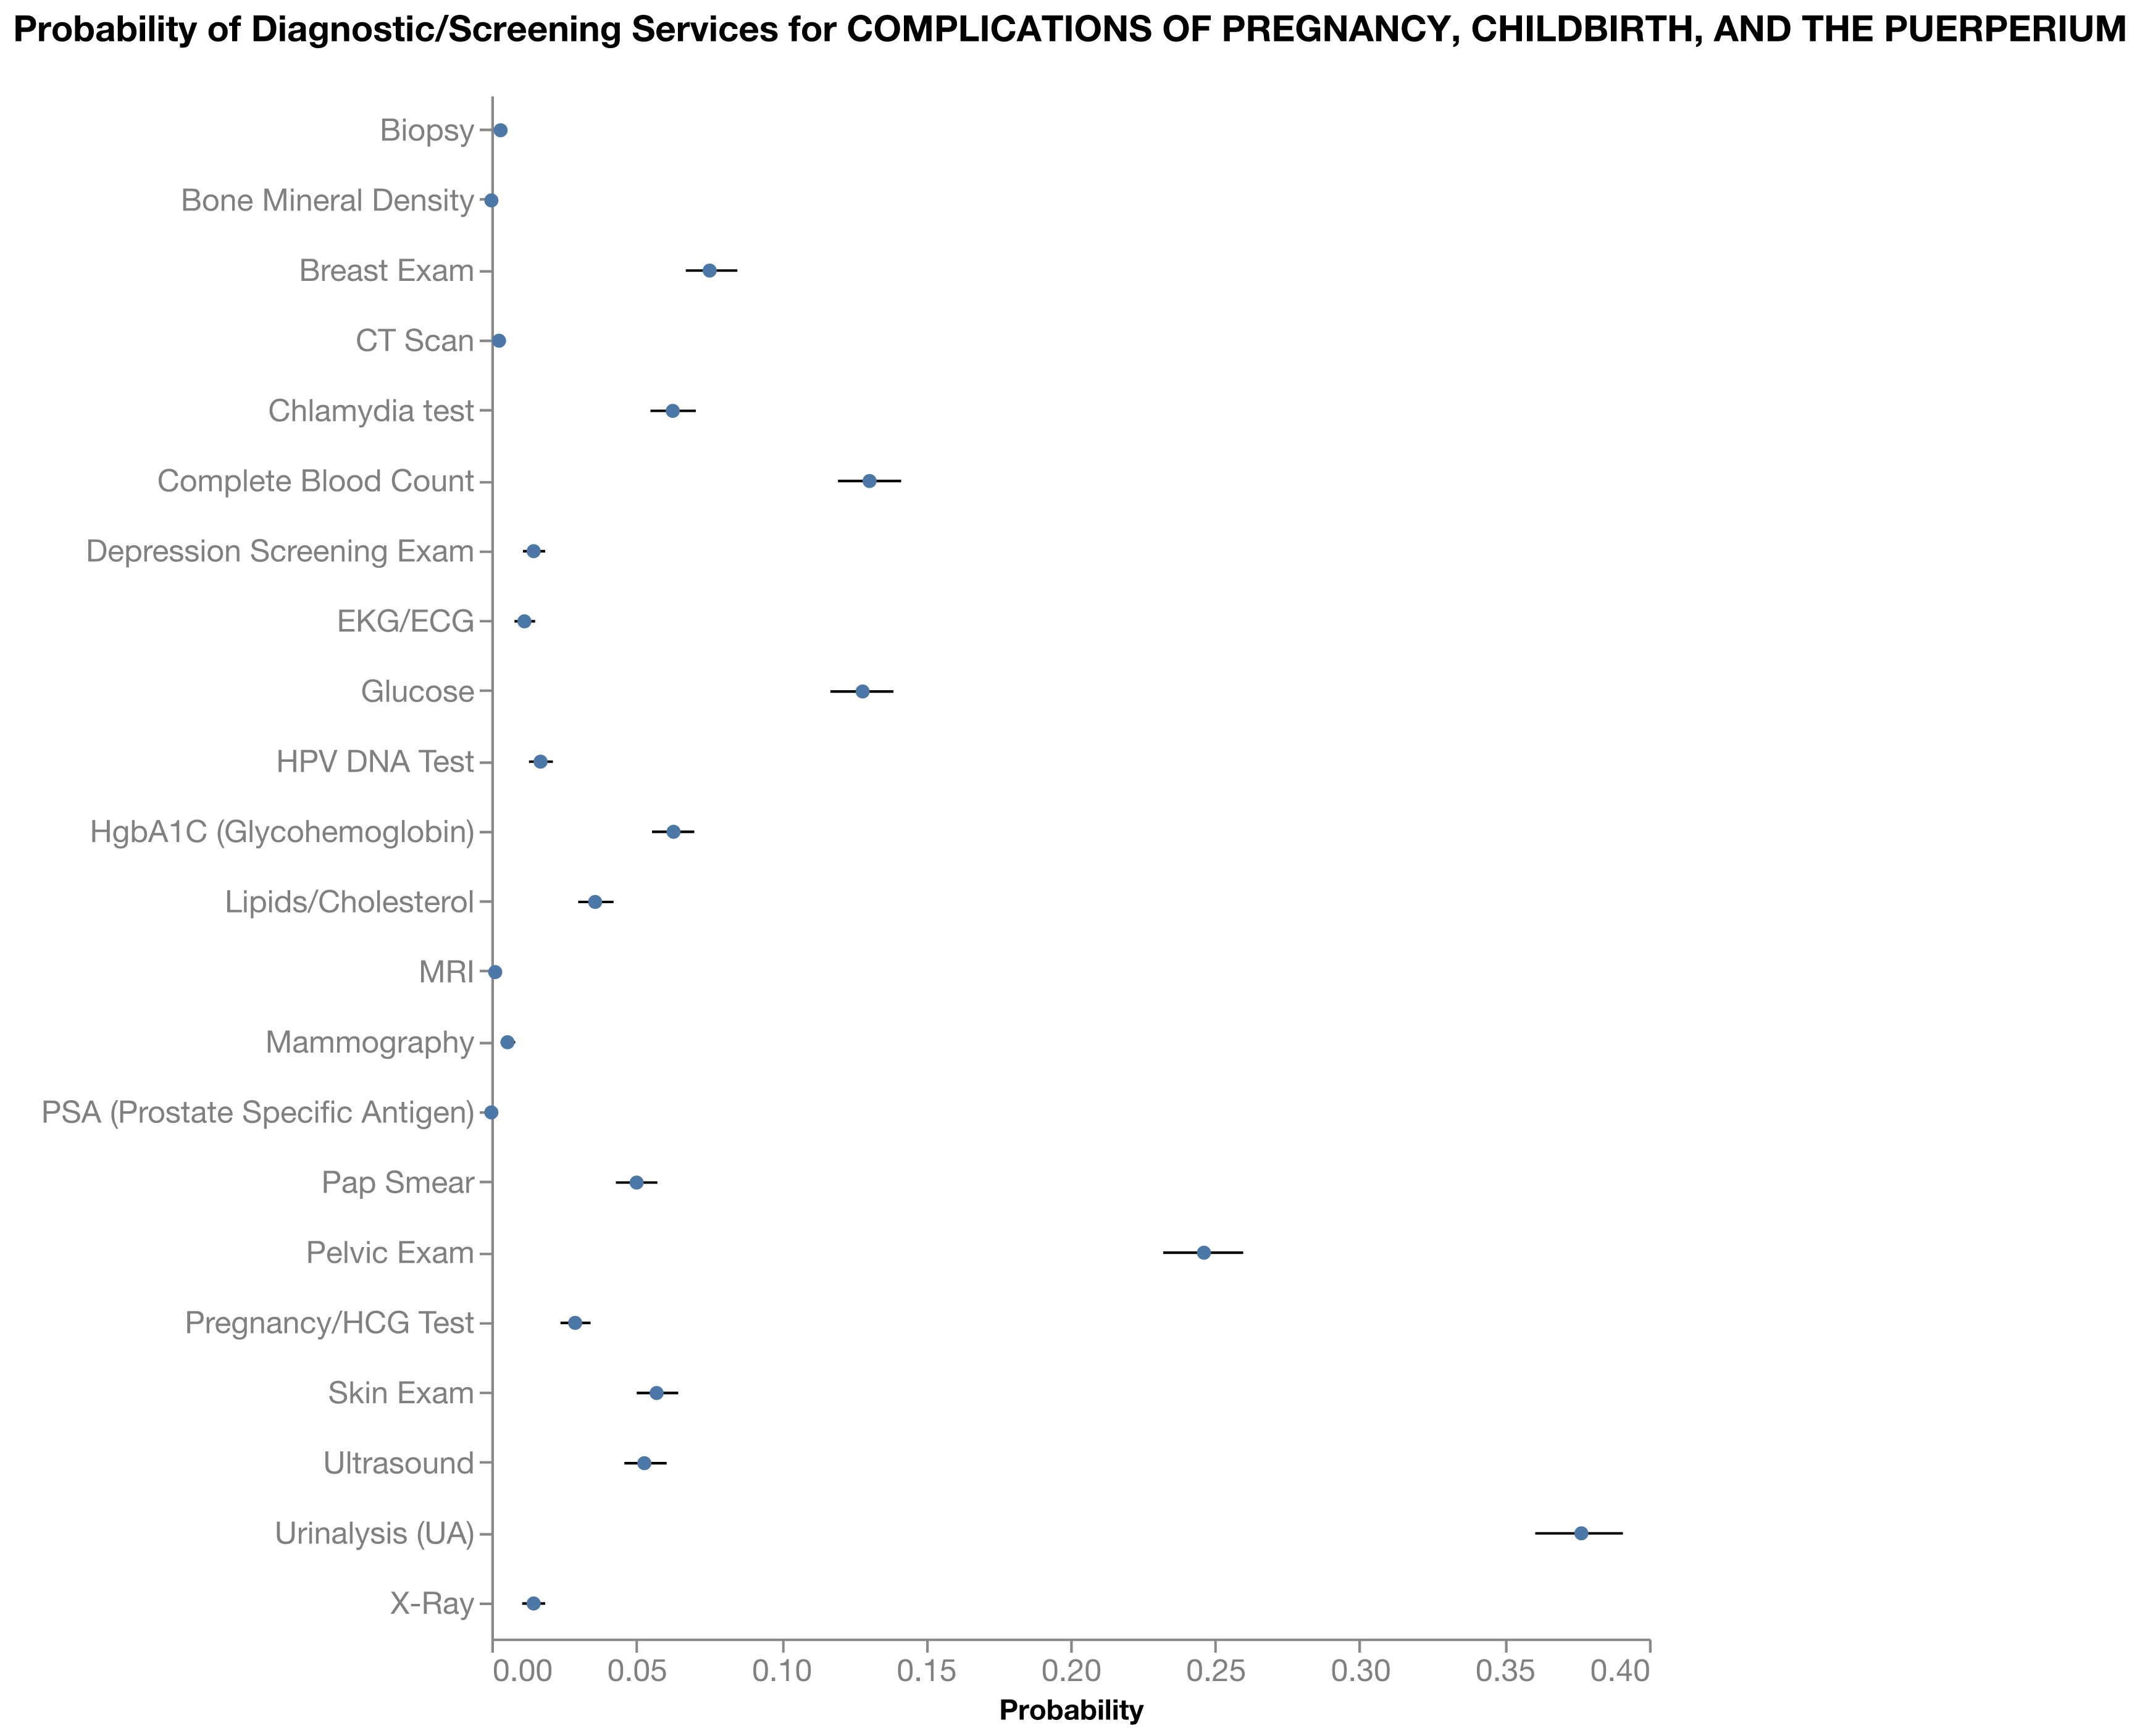 Probability of Diagnostic/Screening Services for COMPLICATIONS OF PREGNANCY, CHILDBIRTH, AND THE PUERPERIUM
Biopsy
Bone Mineral Density
Breast Exam
CT Scan
Chlamydia test
Complete Blood Count
Depression Screening Exam
EKG/ECG
Glucose
HPV DNA Test
HgbA1C (Glycohemoglobin)
Lipids/Cholesterol
MRI
Mammography
PSA (Prostate Specific Antigen)
Pap Smear
Pelvic Exam
Pregnancy/HCG Test
Skin Exam
Ultrasound
Urinalysis (UA)
X-Ray
0.00 0.05 0.10 0.15 0.20 0.25 0.30 0.35 0.40
Probability